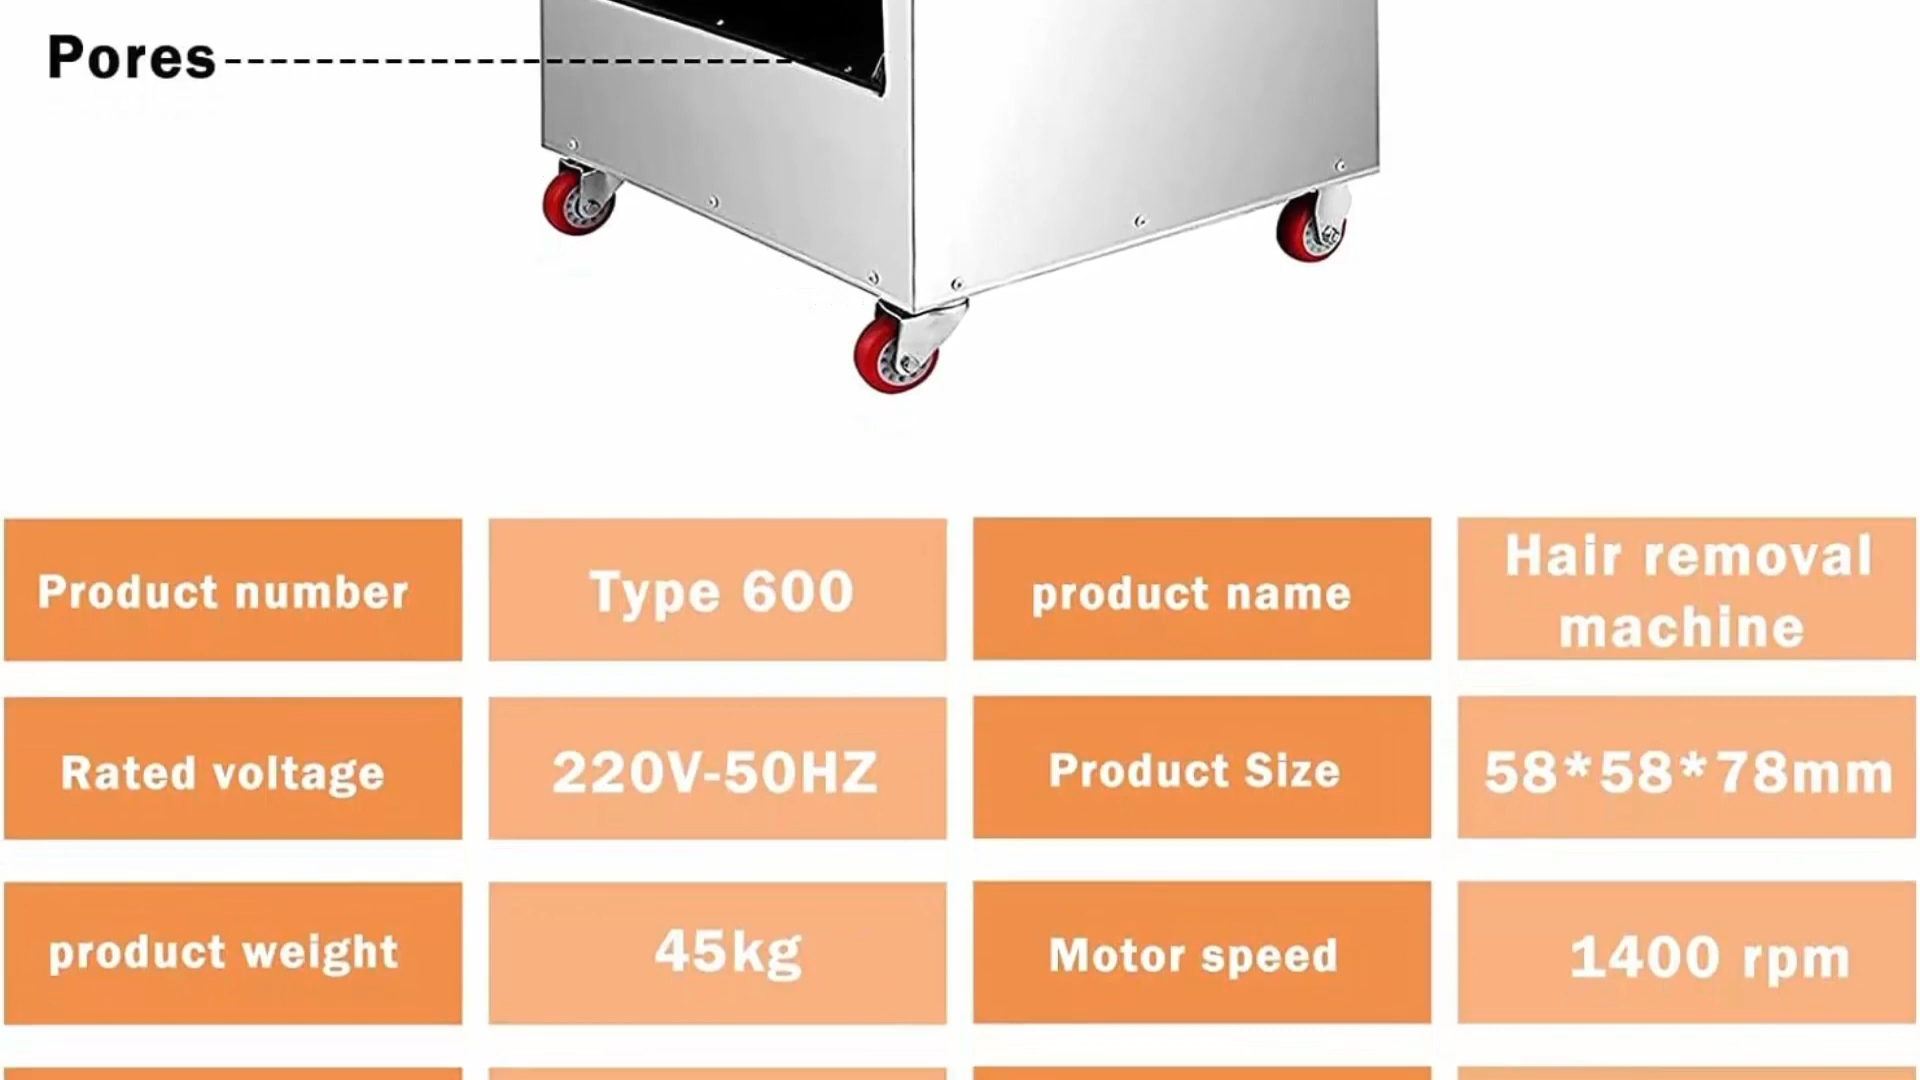 Pores
Product number
Type 600
product name
Hair removal
machine
Rated voltage
220V-50HZ
Product Size
58*58*78mm
product weight
45kg
Motor speed
1400 rpm